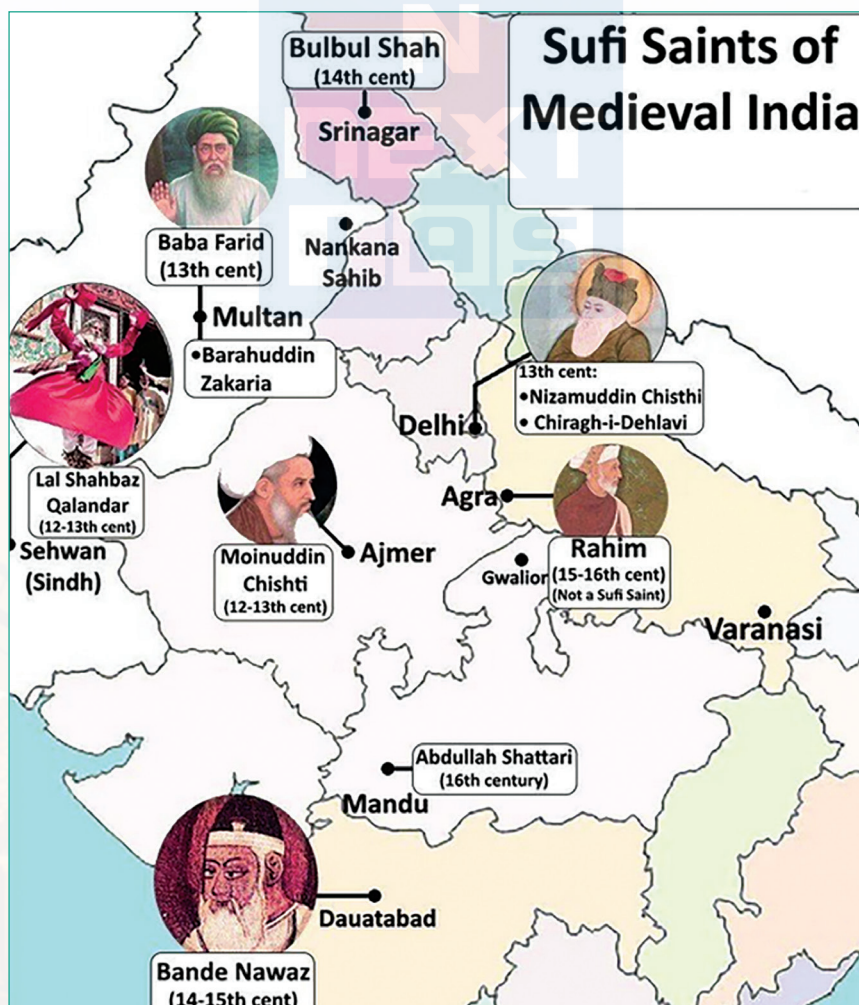 Sufi Saints of
Medieval India
Bulbul Shah
(14th cent)
Srinagar
Baba Farid
(13th cent)
Nankana
Sahib
Multan
•Barahuddin
Zakaria
13th cent:
•Nizamuddin Chisthi
• Chiragh-i-Dehlavi
Delhi
Lal Shahbaz
Qalandar
(12-13th cent)
Sehwan
(Sindh)
Moinuddin
Chishti
(12-13th cent)
Ajmer
Agra
Rahim
(15-16th cent)
(Not a Sufi Saint)
Gwalior
Varanasi
Abdullah Shattari
(16th century)
Mandu
Dauatabad
Bande Nawaz
(14-15th cent)
N
NEXT
IAS